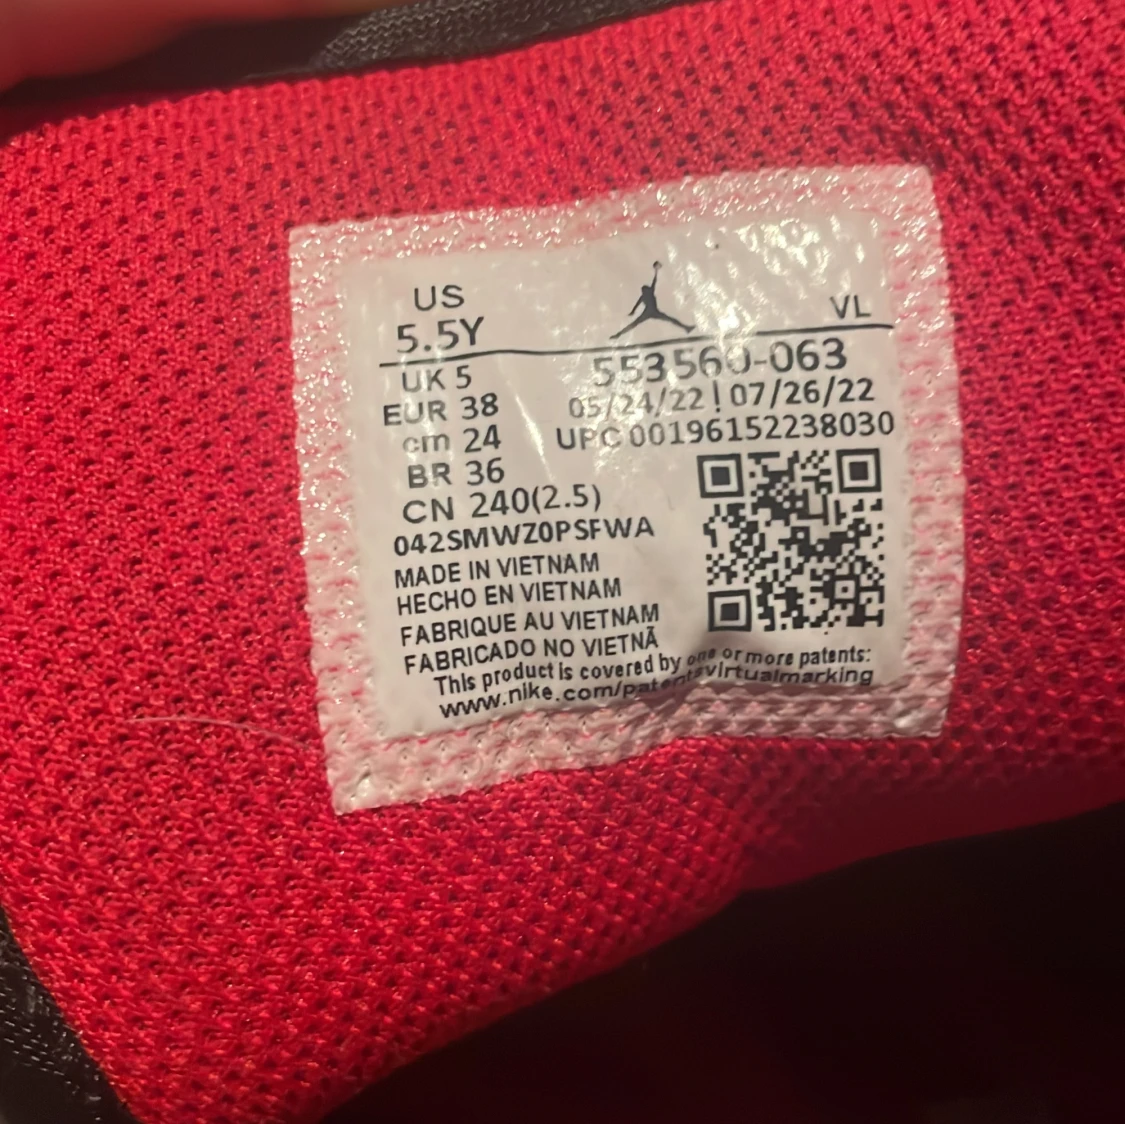 US
5.5Y
VL
UK 5
EUR 38
cm 24
BR 36
CN 240(2.5)
553560-063
05/24/22 ! 07/26/22
UPC 00196152238030
042SMWZ0PSFWA
MADE IN VIETNAM
HECHO EN VIETNAM
FABRIQUE AU VIETNAM
FABRICADO NO VIETNÃ
This product is covered by one or more patents:
www.nike.com/patentsvirtualmarking